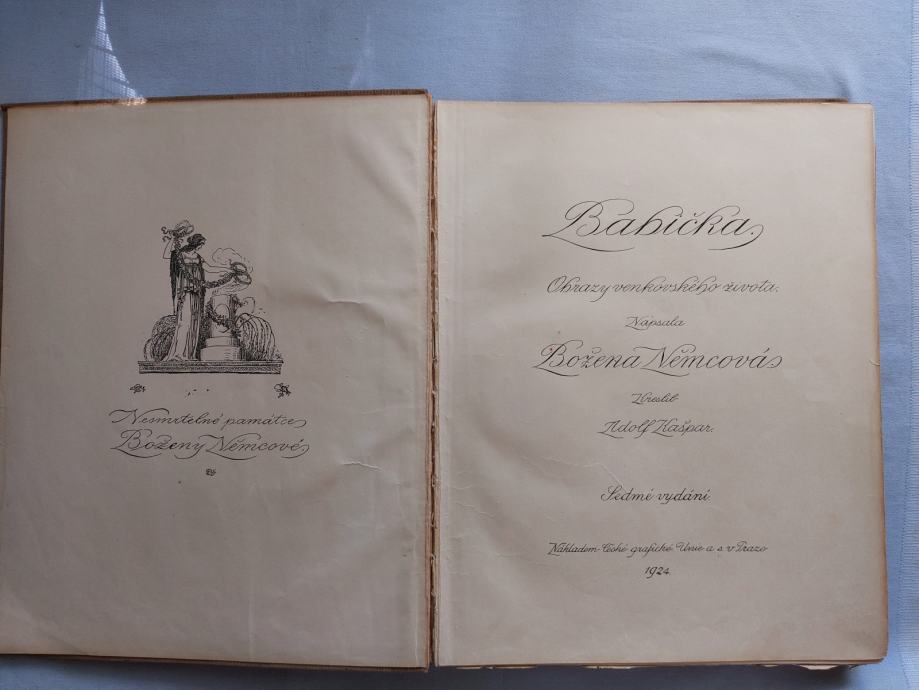 Nesmrtelné památce
Boženy Němcové.
Babička.
Obrazy venkovského života.
Napsala
Božena Němcová
Kreslil
Adolf Kašpar.
Sedmé vydání
Nákladem České grafické Unie a s v Praze
1924.